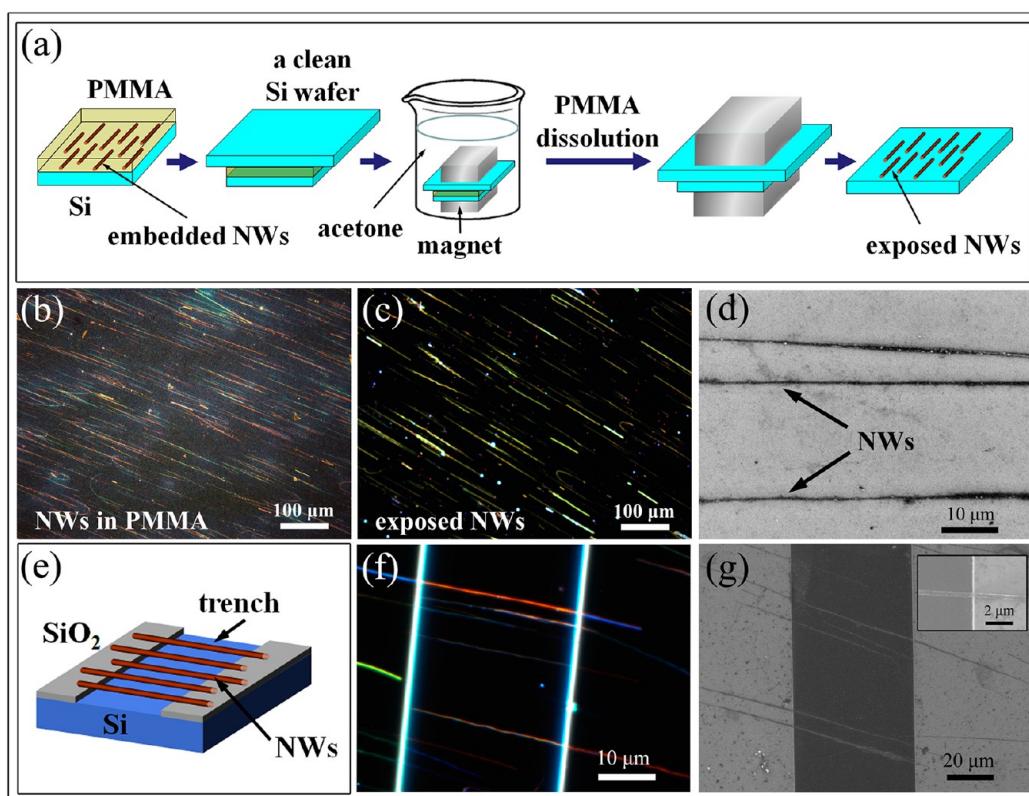 (a)
a clean
Si wafer
PMMA
PMMA
dissolution
Si
embedded NWs
acetone
magnet
exposed NWs
(b)
NWs in PMMA
100 μm
(c)
exposed NWs
100 μm
(d)
NWs
10 μm
(e)
trench
SiO2
Si
NWs
(f)
10 μm
(g)
2 μm
20 μm